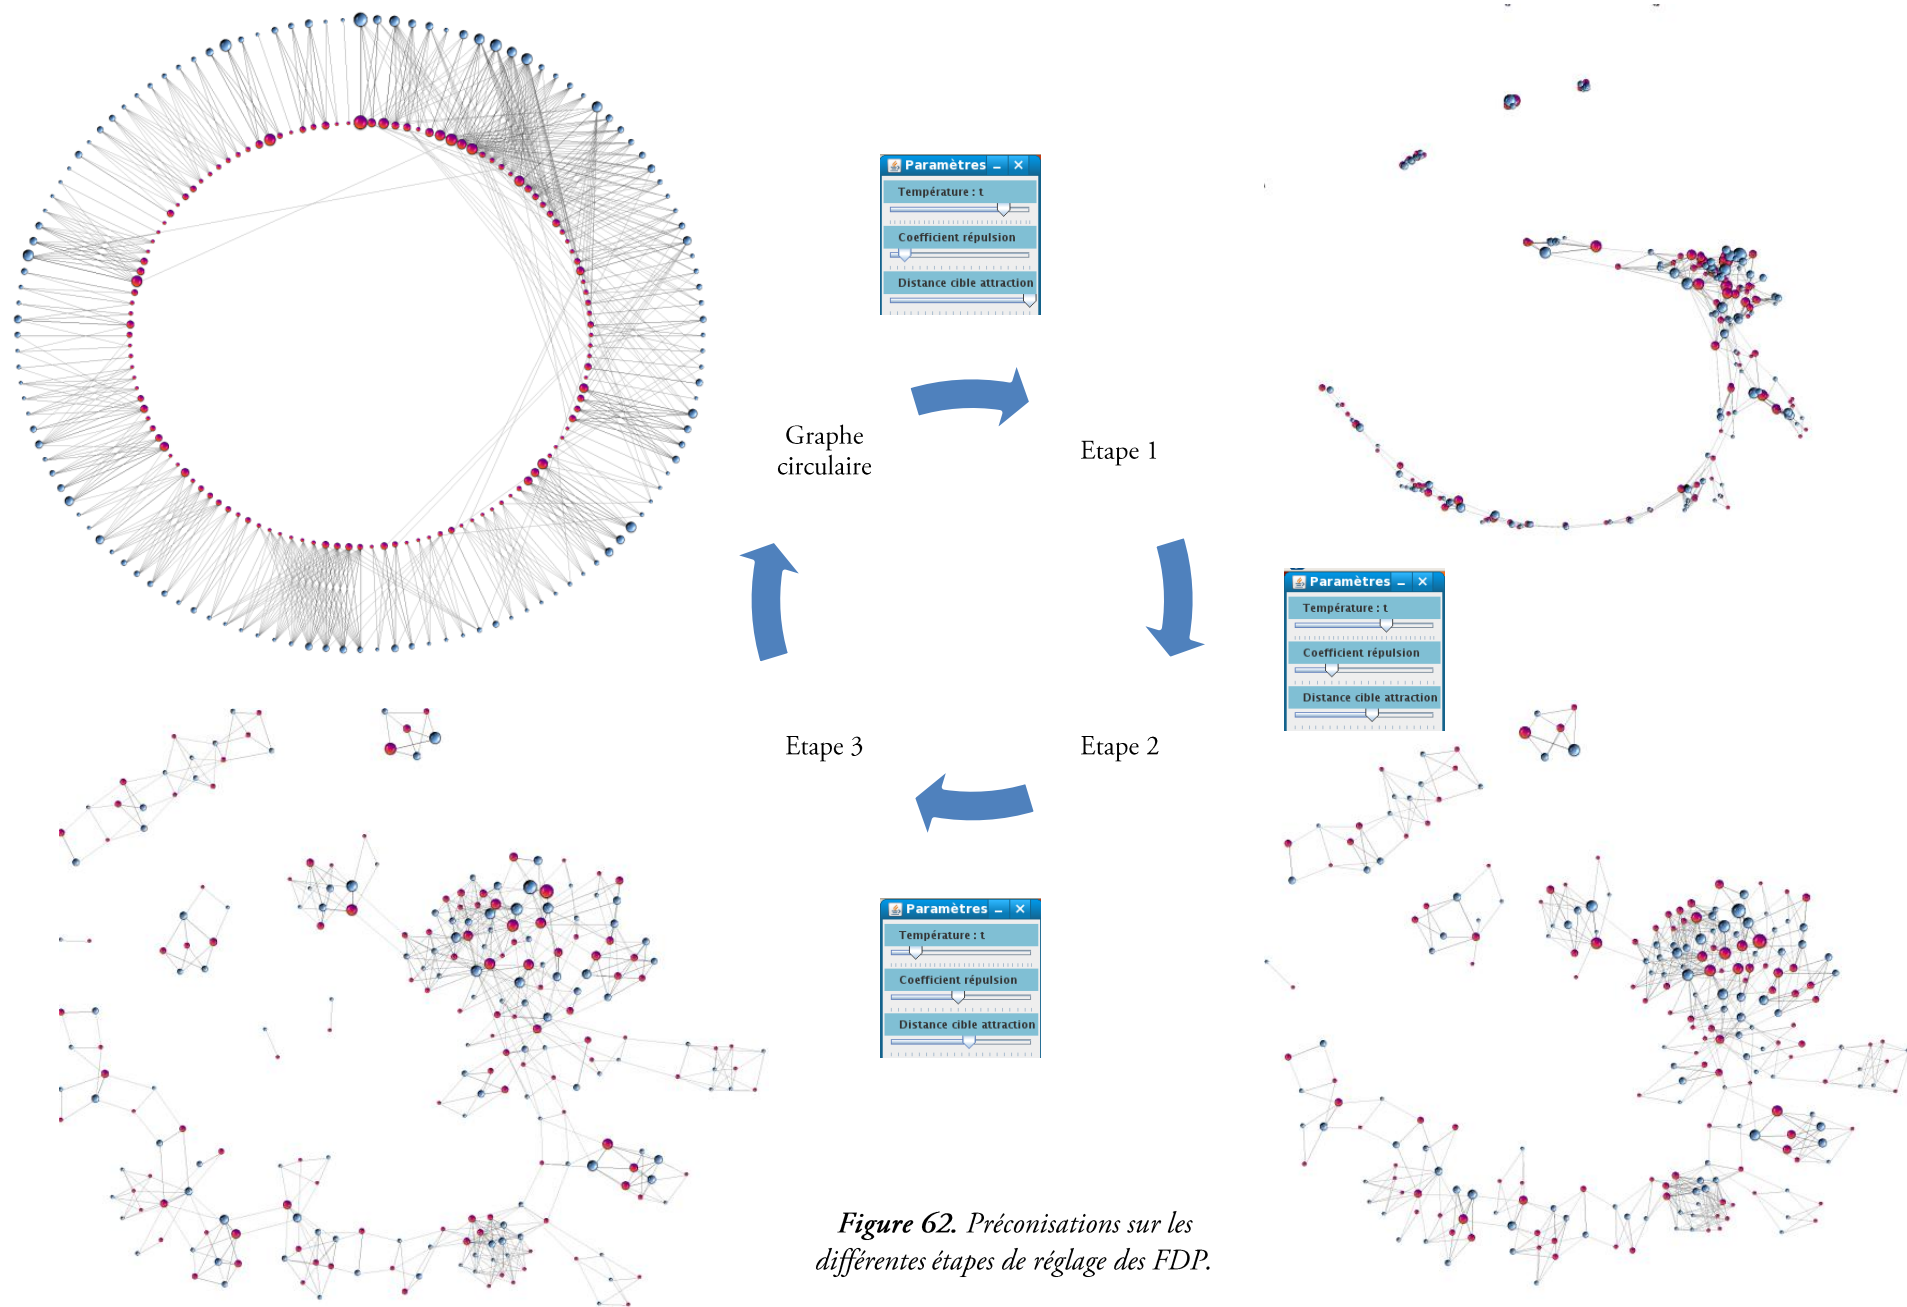 Paramètres
Température : t
Coefficient répulsion
Distance cible attraction
Graphe
circulaire
Etape 1
Paramètres
Température : t
Coefficient répulsion
Distance cible attraction
Etape 3
Etape 2
Paramètres
Température : t
Coefficient répulsion
Distance cible attraction
Figure 62. Préconisations sur les
différentes étapes de réglage des FDP.